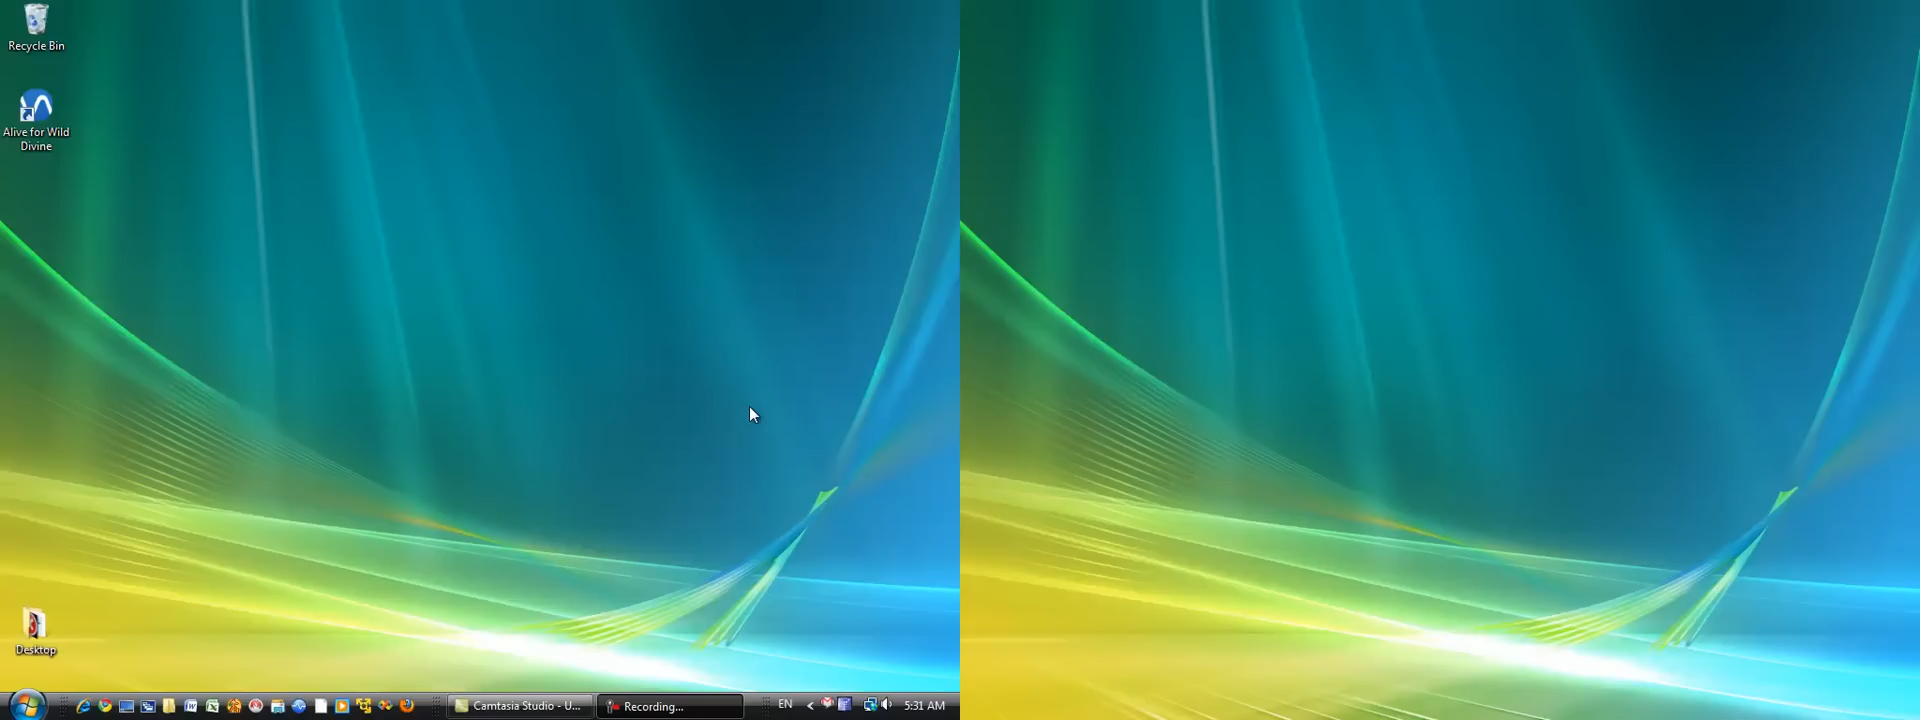 Recycle Bin
Alive for Wild
Divine
Desktop
Camtasia Studio - U...
Recording...
EN
5:31 AM